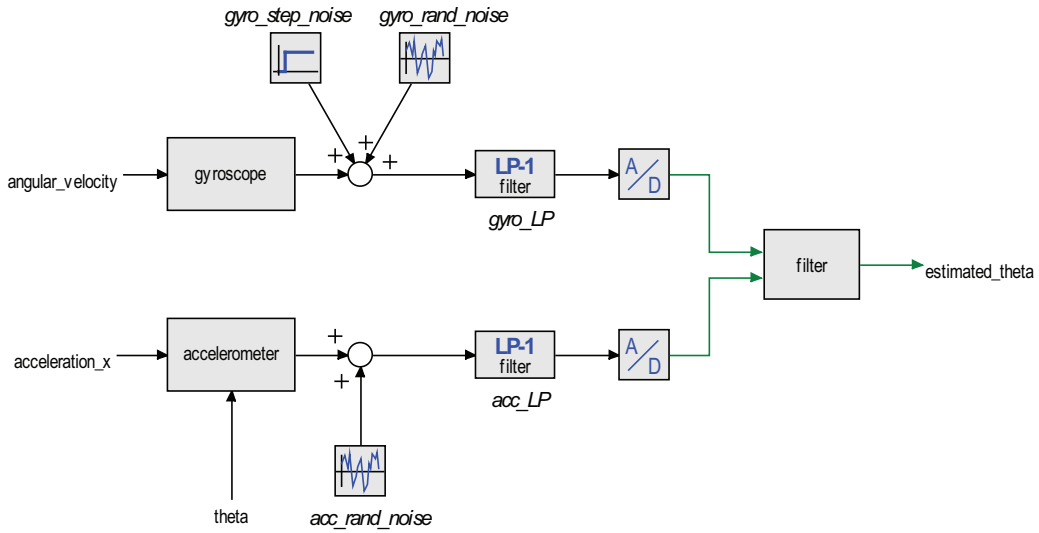 gyro_step_noise
gyro_rand_noise
+
+
+
angular_velocity
gyroscope
LP-1
filter
gyro_LP
A/D
filter
estimated_theta
+
+
acceleration_x
accelerometer
LP-1
filter
acc_LP
A/D
theta
acc_rand_noise